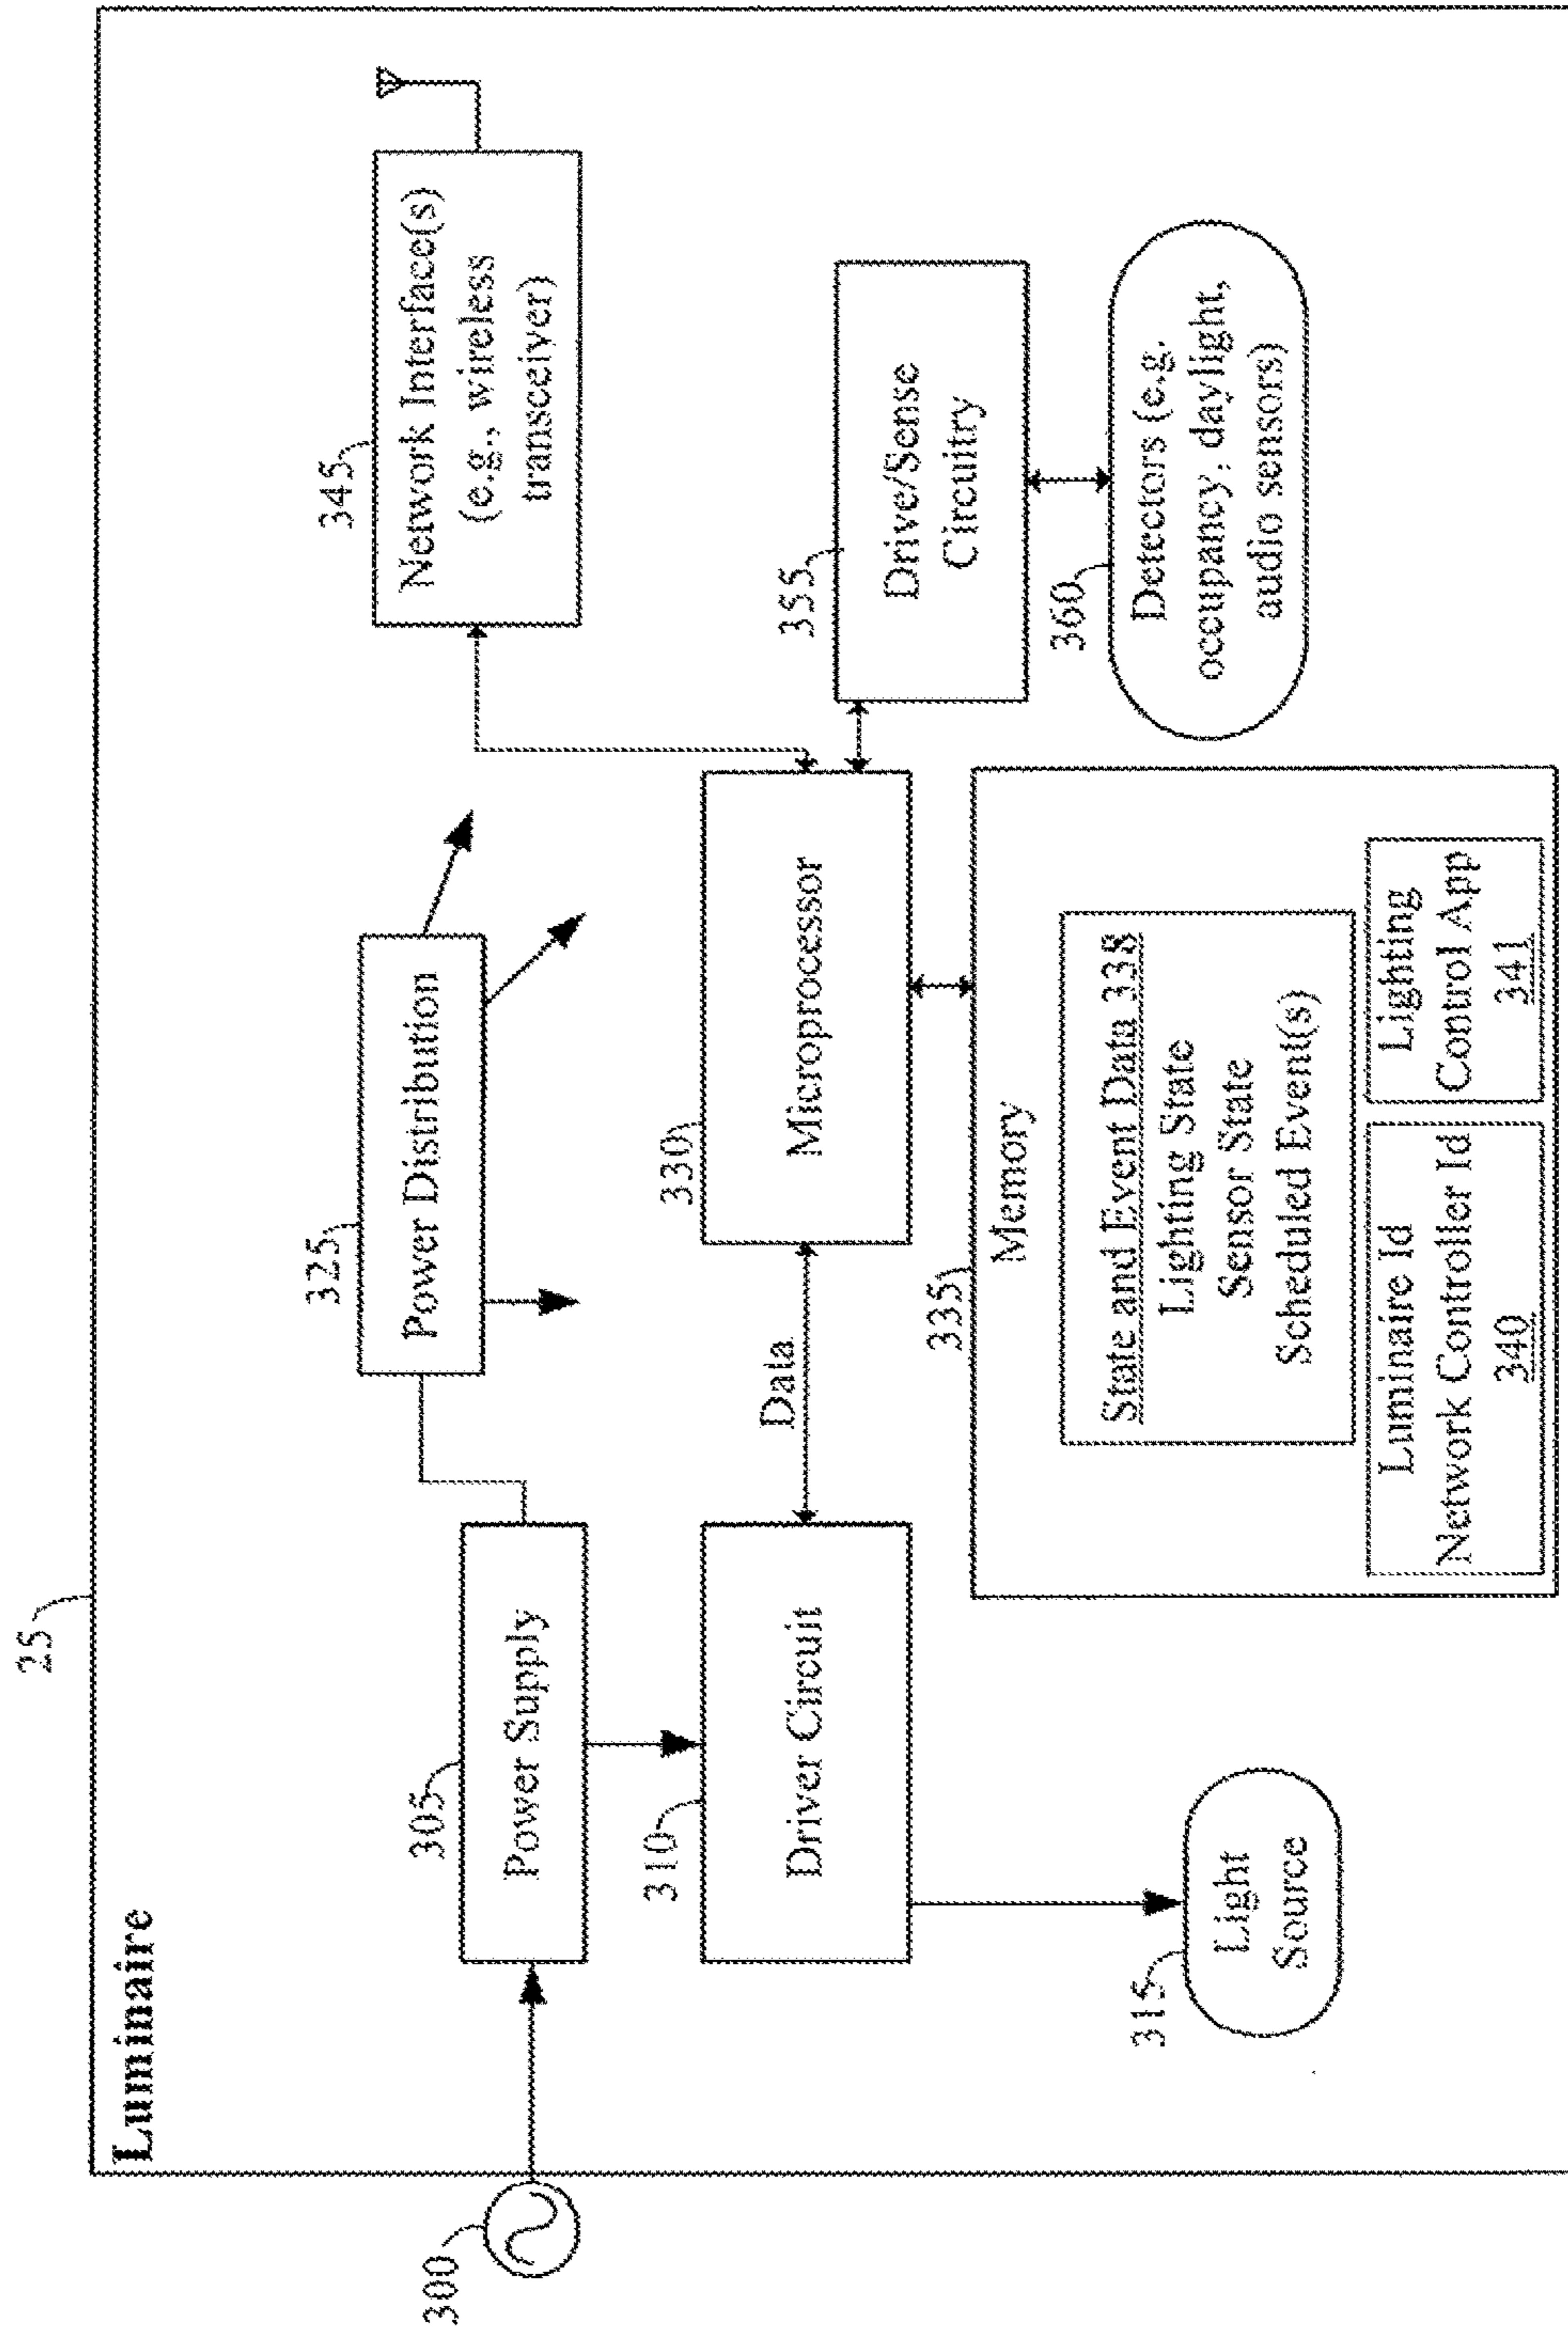 25
Luminaire
300
305
Power Supply
325
Power Distribution
345
Network Interface(s)
(e.g., wireless
transceiver)
310
Driver Circuit
Data
330
Microprocessor
355
Drive/Sense
Circuitry
315
Light
Source
335
Memory
State and Event Data 338
Lighting State
Sensor State
Scheduled Event(s)
Luminaire Id
Network Controller Id
340
Lighting
Control App
341
360
Detectors (e.g.
occupancy, daylight,
audio sensors)